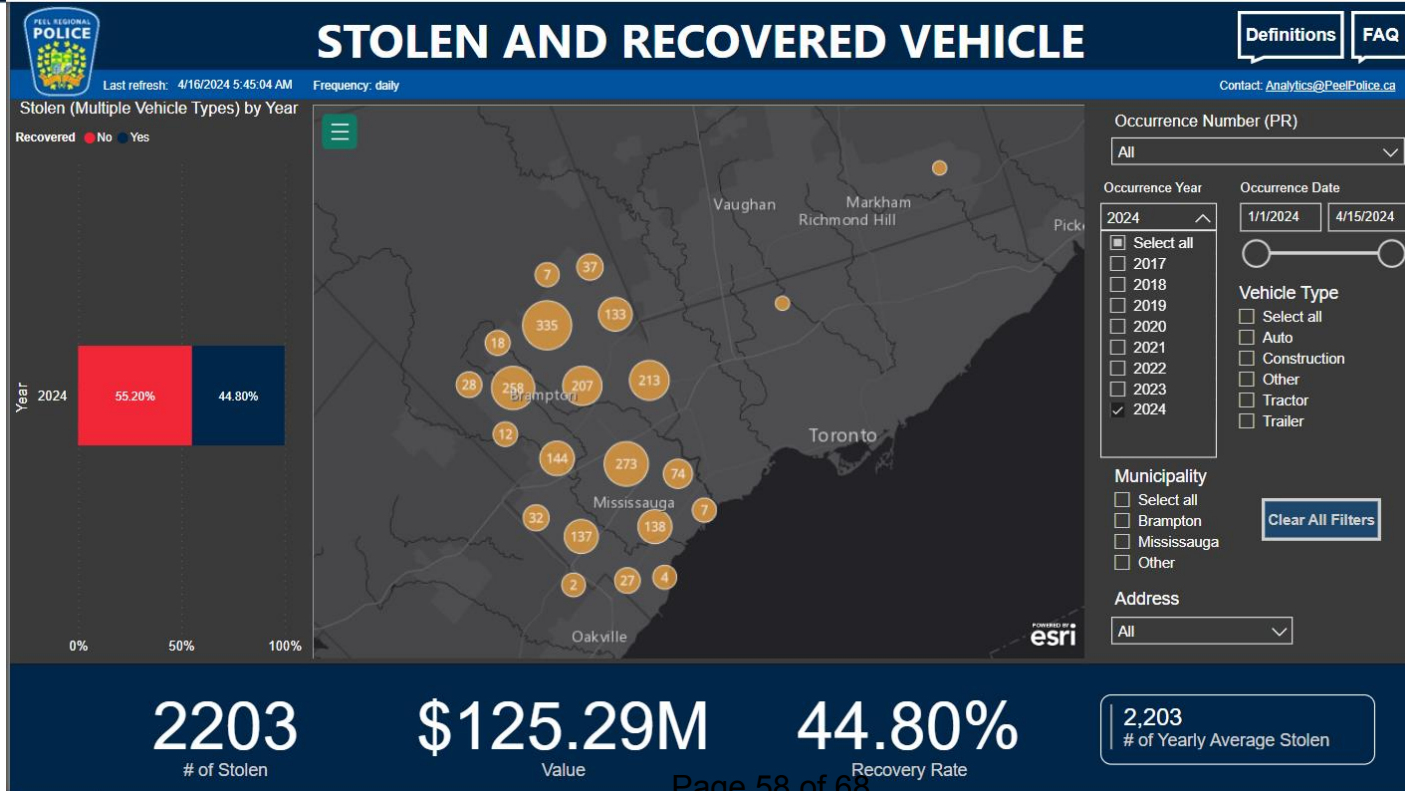 PEEL REGIONAL
POLICE
STOLEN AND RECOVERED VEHICLE
Definitions
FAQ
Last refresh: 4/16/2024 5:45:04 AM
Frequency: daily
Contact: Analytics@PeelPolice.ca
Stolen (Multiple Vehicle Types) by Year
Recovered No Yes
Year
2024
55.20%
44.80%
0%
50%
100%
Vaughan
Markham
Richmond Hill
7
37
335
133
18
28
258
Brampton
207
213
12
Toronto
144
273
74
Mississauga
32
137
138
7
2
27
4
Oakville
POWERED BY
esri
Occurrence Number (PR)
All
Occurrence Year
2024
Select all
2017
2018
2019
2020
2021
2022
2023
2024
Occurrence Date
1/1/2024
4/15/2024
Vehicle Type
Select all
Auto
Construction
Other
Tractor
Trailer
Municipality
Select all
Brampton
Mississauga
Other
Clear All Filters
Address
All
2203
# of Stolen
$125.29M
Value
44.80%
Recovery Rate
2,203
# of Yearly Average Stolen
Page 58 of 68